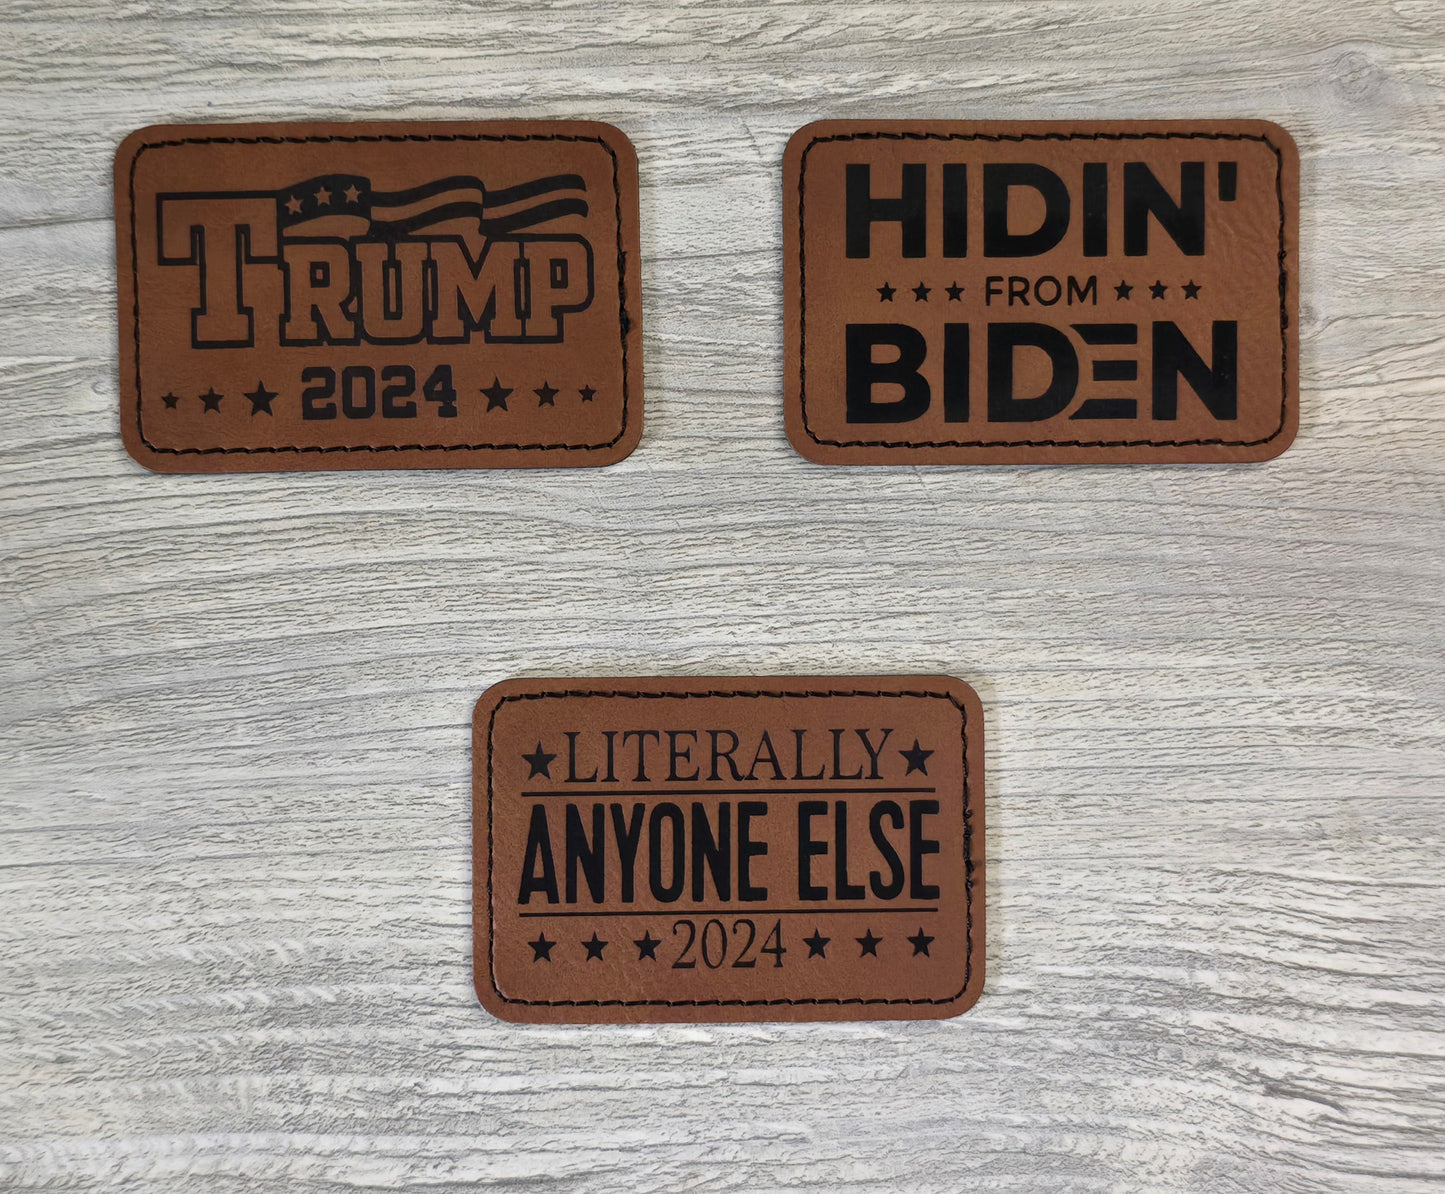 TRUMP
2024
HIDIN'
FROM
BIDEN
LITERALLY
ANYONE ELSE
2024